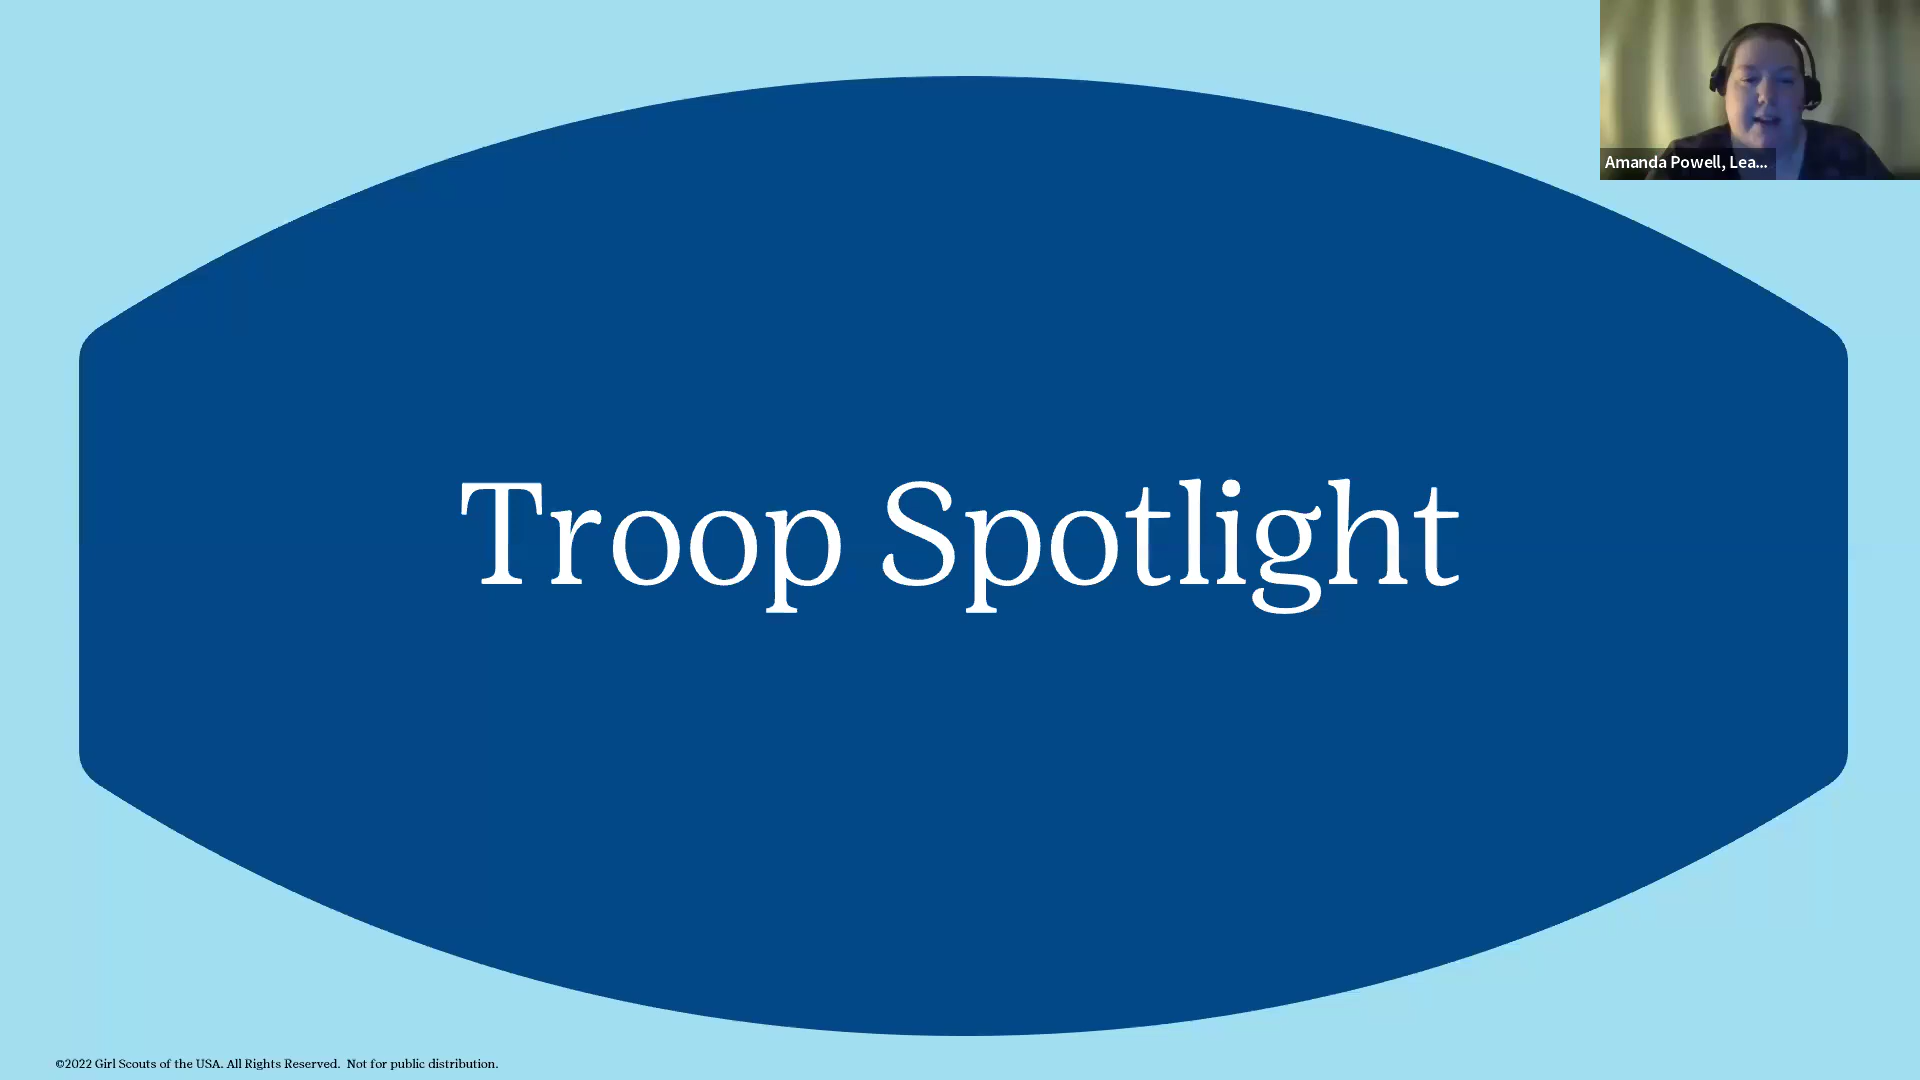 Amanda Powell, Lea...
Troop Spotlight
©2022 Girl Scouts of the USA. All Rights Reserved.  Not for public distribution.